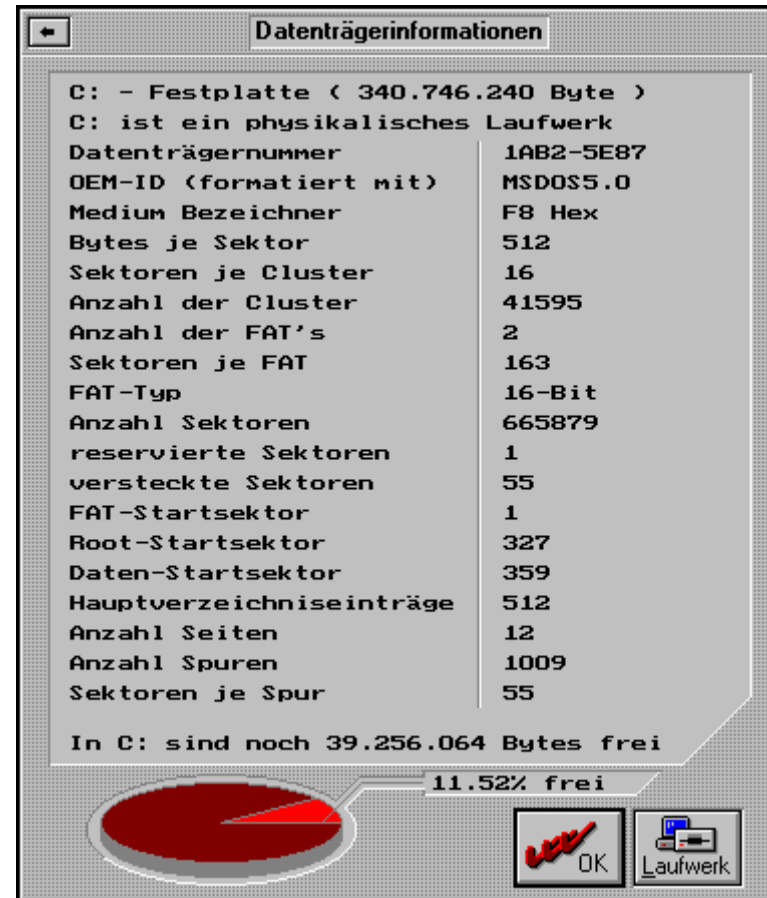 Datenträgerinformationen
C: - Festplatte ( 340.746.240 Byte )
C: ist ein physikalisches Laufwerk
Datenträgernummer 1AB2-5E87
OEM-ID (formatiert mit) MSDOS5.0
Medium Bezeichner F8 Hex
Bytes je Sektor 512
Sektoren je Cluster 16
Anzahl der Cluster 41595
Anzahl der FAT's 2
Sektoren je FAT 163
FAT-Typ 16-Bit
Anzahl Sektoren 665879
reservierte Sektoren 1
versteckte Sektoren 55
FAT-Startsektor 1
Root-Startsektor 327
Daten-Startsektor 359
Hauptverzeichniseinträge 512
Anzahl Seiten 12
Anzahl Spuren 1009
Sektoren je Spur 55
In C: sind noch 39.256.064 Bytes frei
11.52% frei
OK
Laufwerk